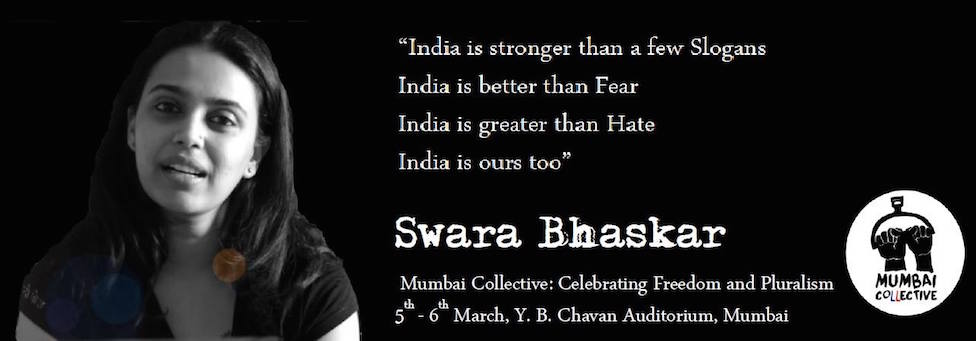 “India is stronger than a few Slogans
India is better than Fear
India is greater than Hate
India is ours too”
Swara Bhaskar
Mumbai Collective: Celebrating Freedom and Pluralism
5th - 6th March, Y. B. Chavan Auditorium, Mumbai
MUMBAI
COLLECTIVE